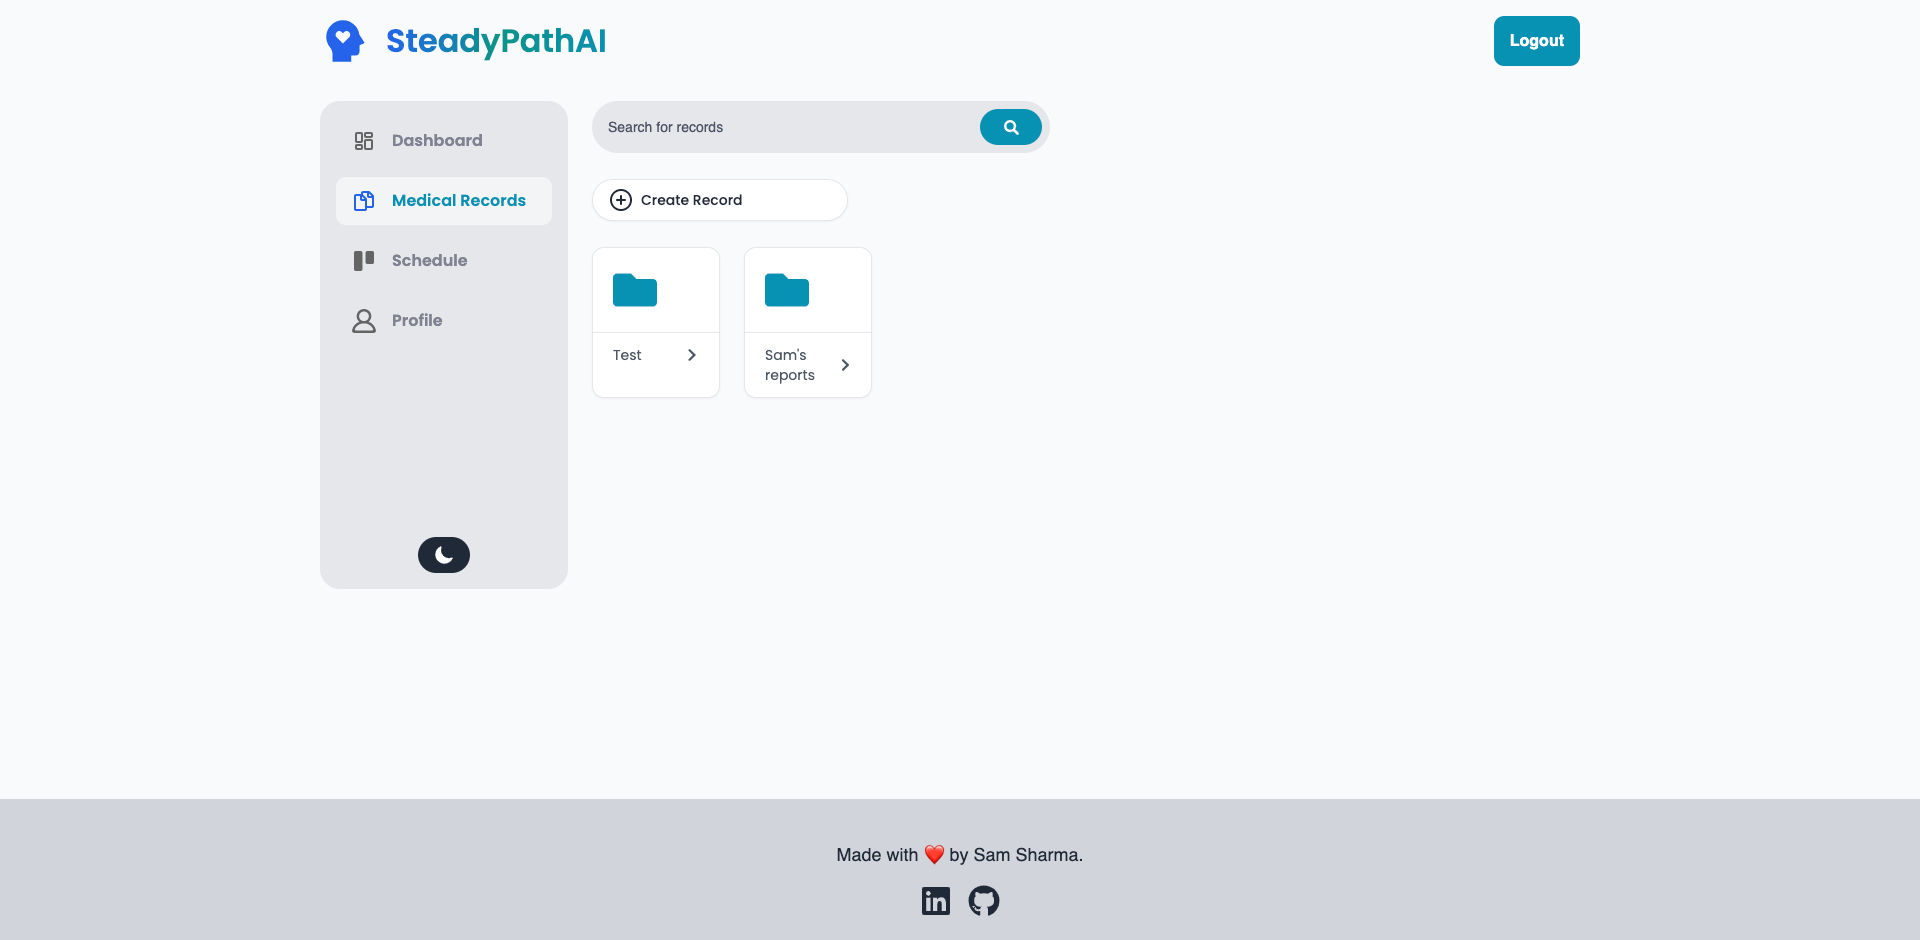 SteadyPathAI
Logout
Dashboard
Medical Records
Schedule
Profile
Search for records
Create Record
Test
Sam's
reports
Made with ❤️ by Sam Sharma.
in